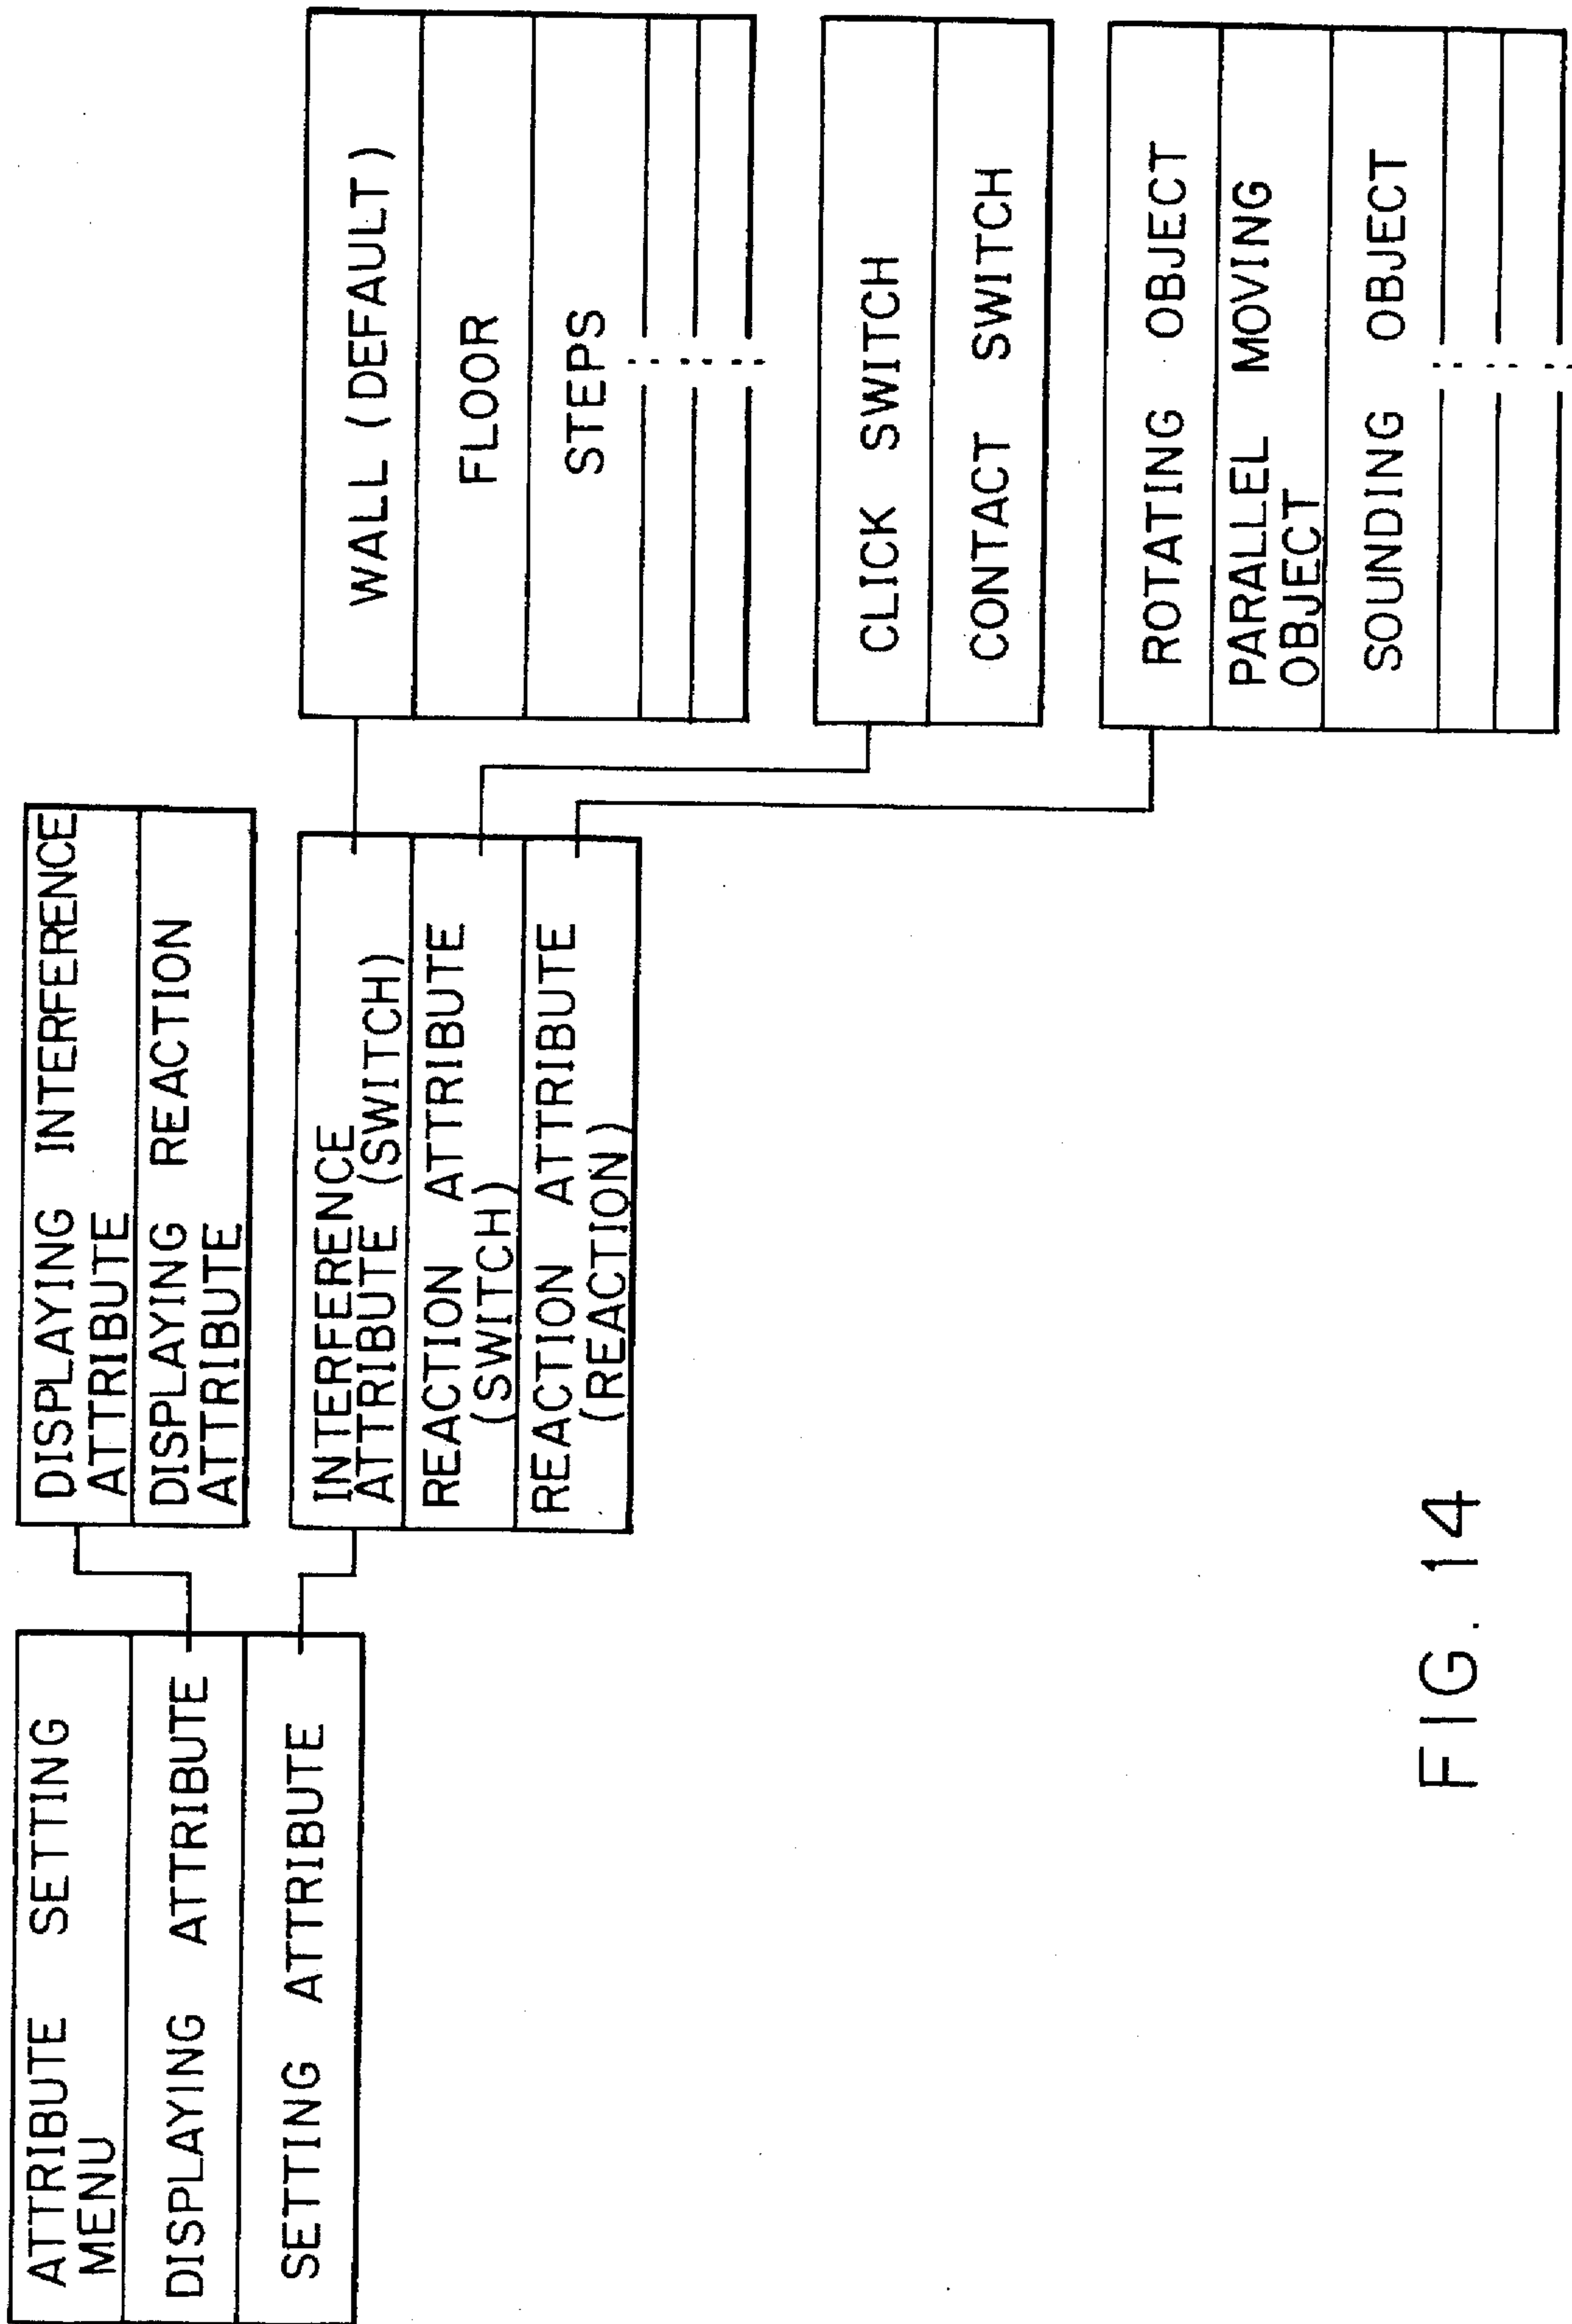 ATTRIBUTE SETTING
MENU
DISPLAYING ATTRIBUTE
SETTING ATTRIBUTE
DISPLAYING INTERFERENCE
ATTRIBUTE
DISPLAYING REACTION
ATTRIBUTE
INTERFERENCE
ATTRIBUTE (SWITCH)
REACTION ATTRIBUTE
(SWITCH)
REACTION ATTRIBUTE
(REACTION)
WALL (DEFAULT)
FLOOR
STEPS
CLICK SWITCH
CONTACT SWITCH
ROTATING OBJECT
PARALLEL MOVING
OBJECT
SOUNDING OBJECT
FIG. 14